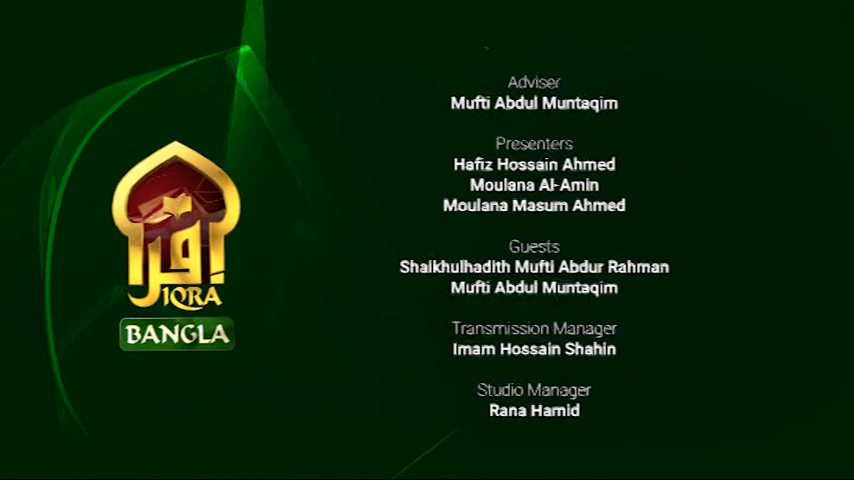 اقرأ
IQRA
BANGLA
Adviser
Mufti Abdul Muntaqim
Presenters
Hafiz Hossain Ahmed
Moulana Al-Amin
Moulana Masum Ahmed
Guests
Shaikhulhadith Mufti Abdur Rahman
Mufti Abdul Muntaqim
Transmission Manager
Imam Hossain Shahin
Studio Manager
Rana Hamid